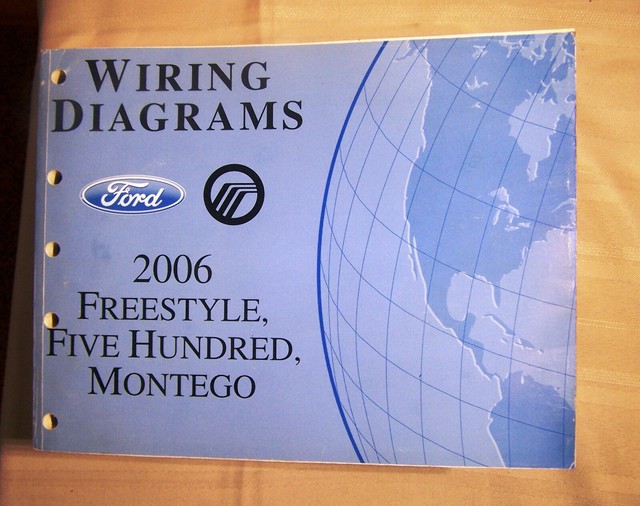 WIRING
DIAGRAMS
Ford
2006
FREESTYLE,
FIVE HUNDRED,
MONTEGO